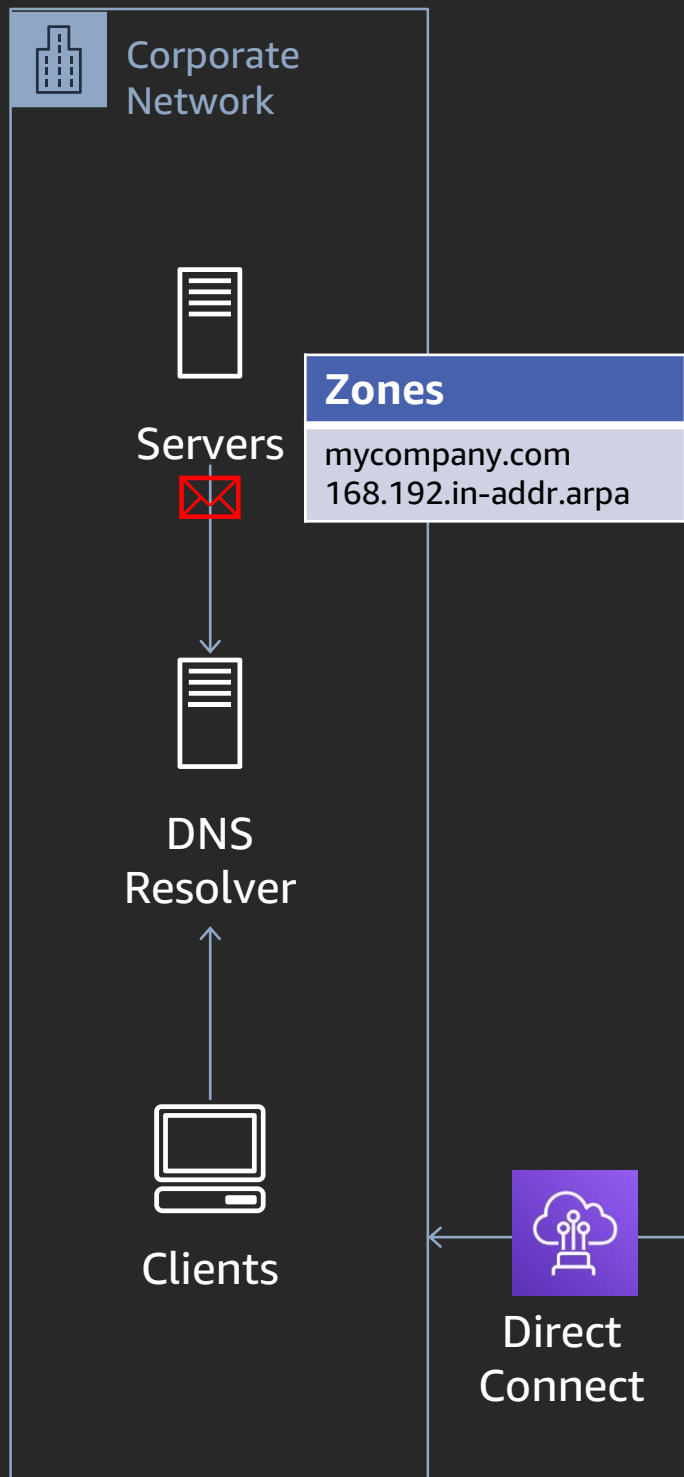 Corporate
Network
Servers
Zones
mycompany.com
168.192.in-addr.arpa
DNS
Resolver
Clients
Direct
Connect